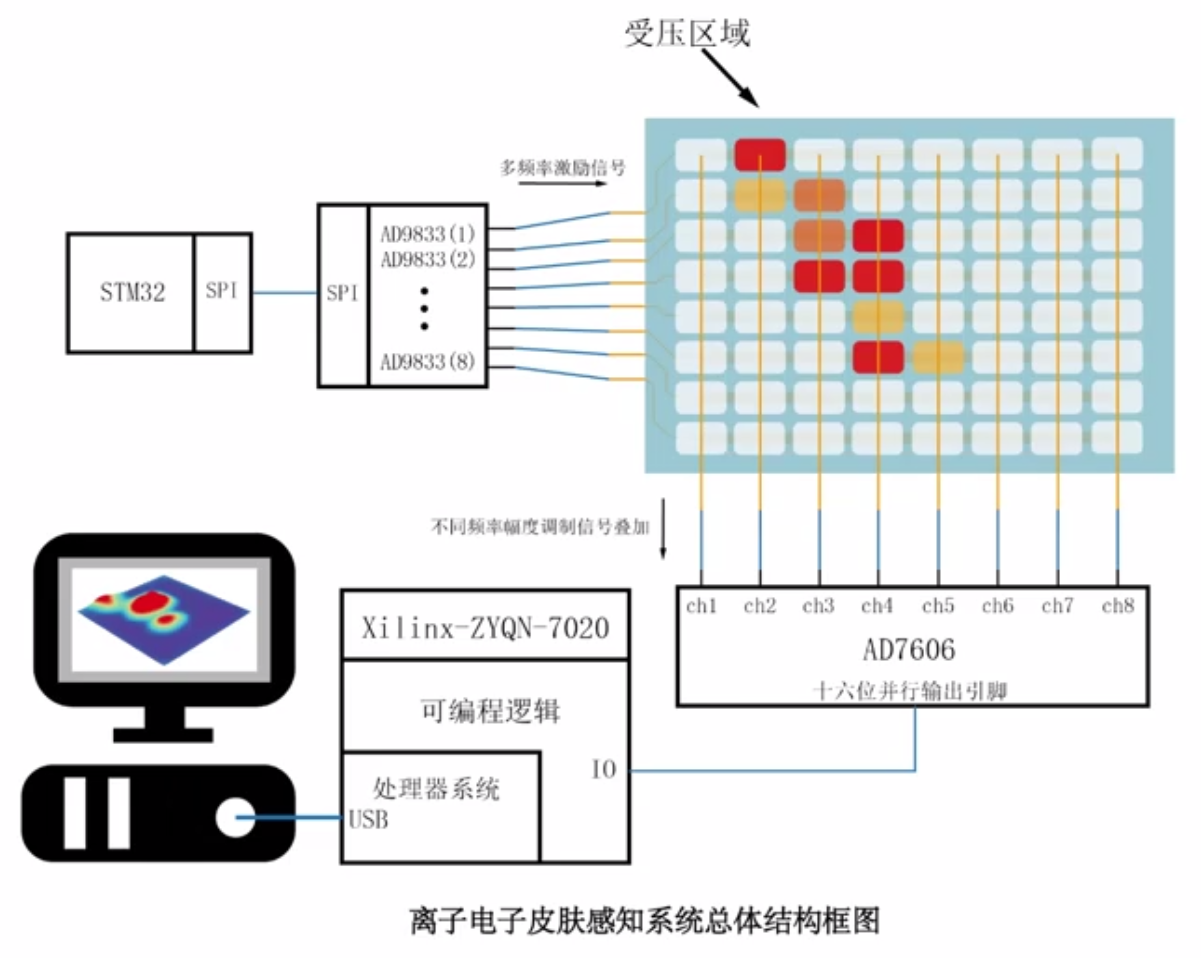 受压区域
多频率激励信号
STM32
SPI
SPI
AD9833(1)
AD9833(2)
AD9833(8)
不同频率幅度调制信号叠加
ch1 ch2 ch3 ch4 ch5 ch6 ch7 ch8
AD7606
十六位并行输出引脚
Xilinx-ZYQN-7020
可编程逻辑
IO
处理器系统
USB
离子电子皮肤感知系统总体结构框图